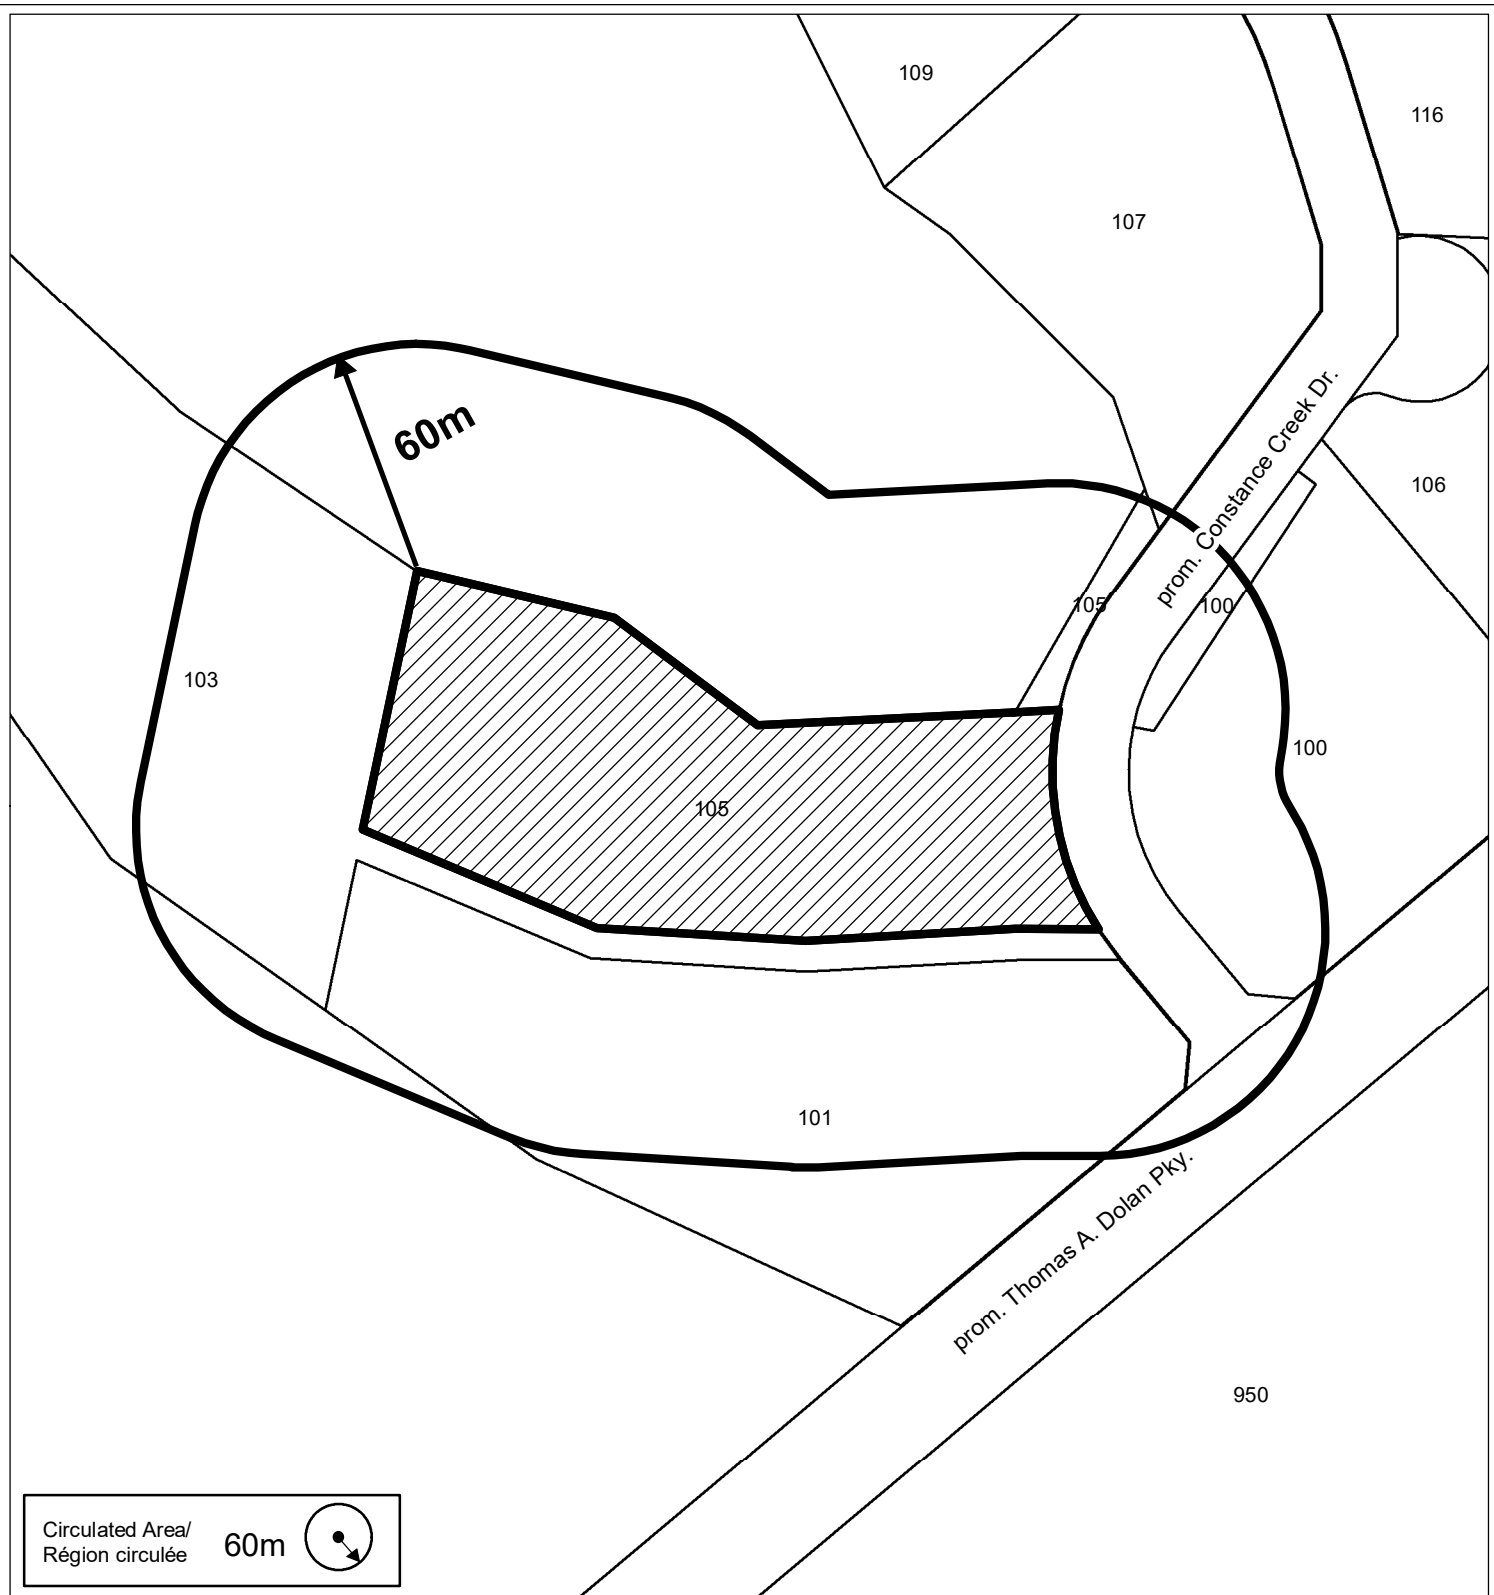 109
116
107
prom. Constance Creek Dr.
60m
106
105
100
103
100
105
101
prom. Thomas A. Dolan Pky.
950
Circulated Area/
Région circulée
60m